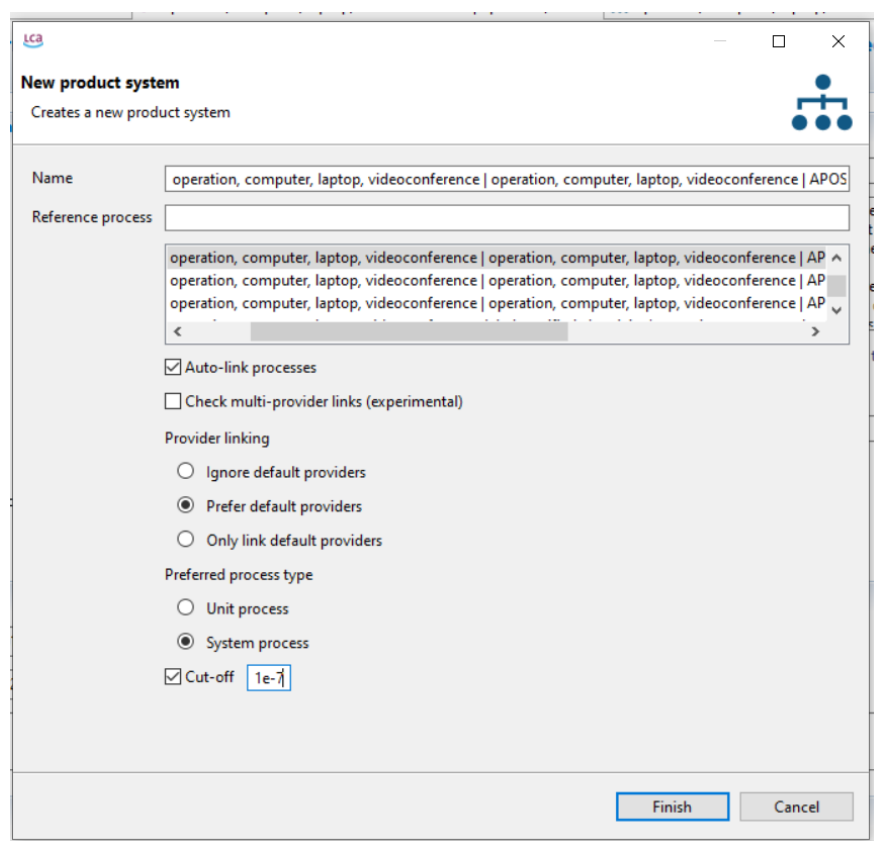 LCA
New product system
Creates a new product system
Name operation, computer, laptop, videoconference | operation, computer, laptop, videoconference | APOS
Reference process
operation, computer, laptop, videoconference | operation, computer, laptop, videoconference | AP
operation, computer, laptop, videoconference | operation, computer, laptop, videoconference | AP
operation, computer, laptop, videoconference | operation, computer, laptop, videoconference | AP
Auto-link processes
Check multi-provider links (experimental)
Provider linking
Ignore default providers
Prefer default providers
Only link default providers
Preferred process type
Unit process
System process
Cut-off 1e-7
Finish Cancel